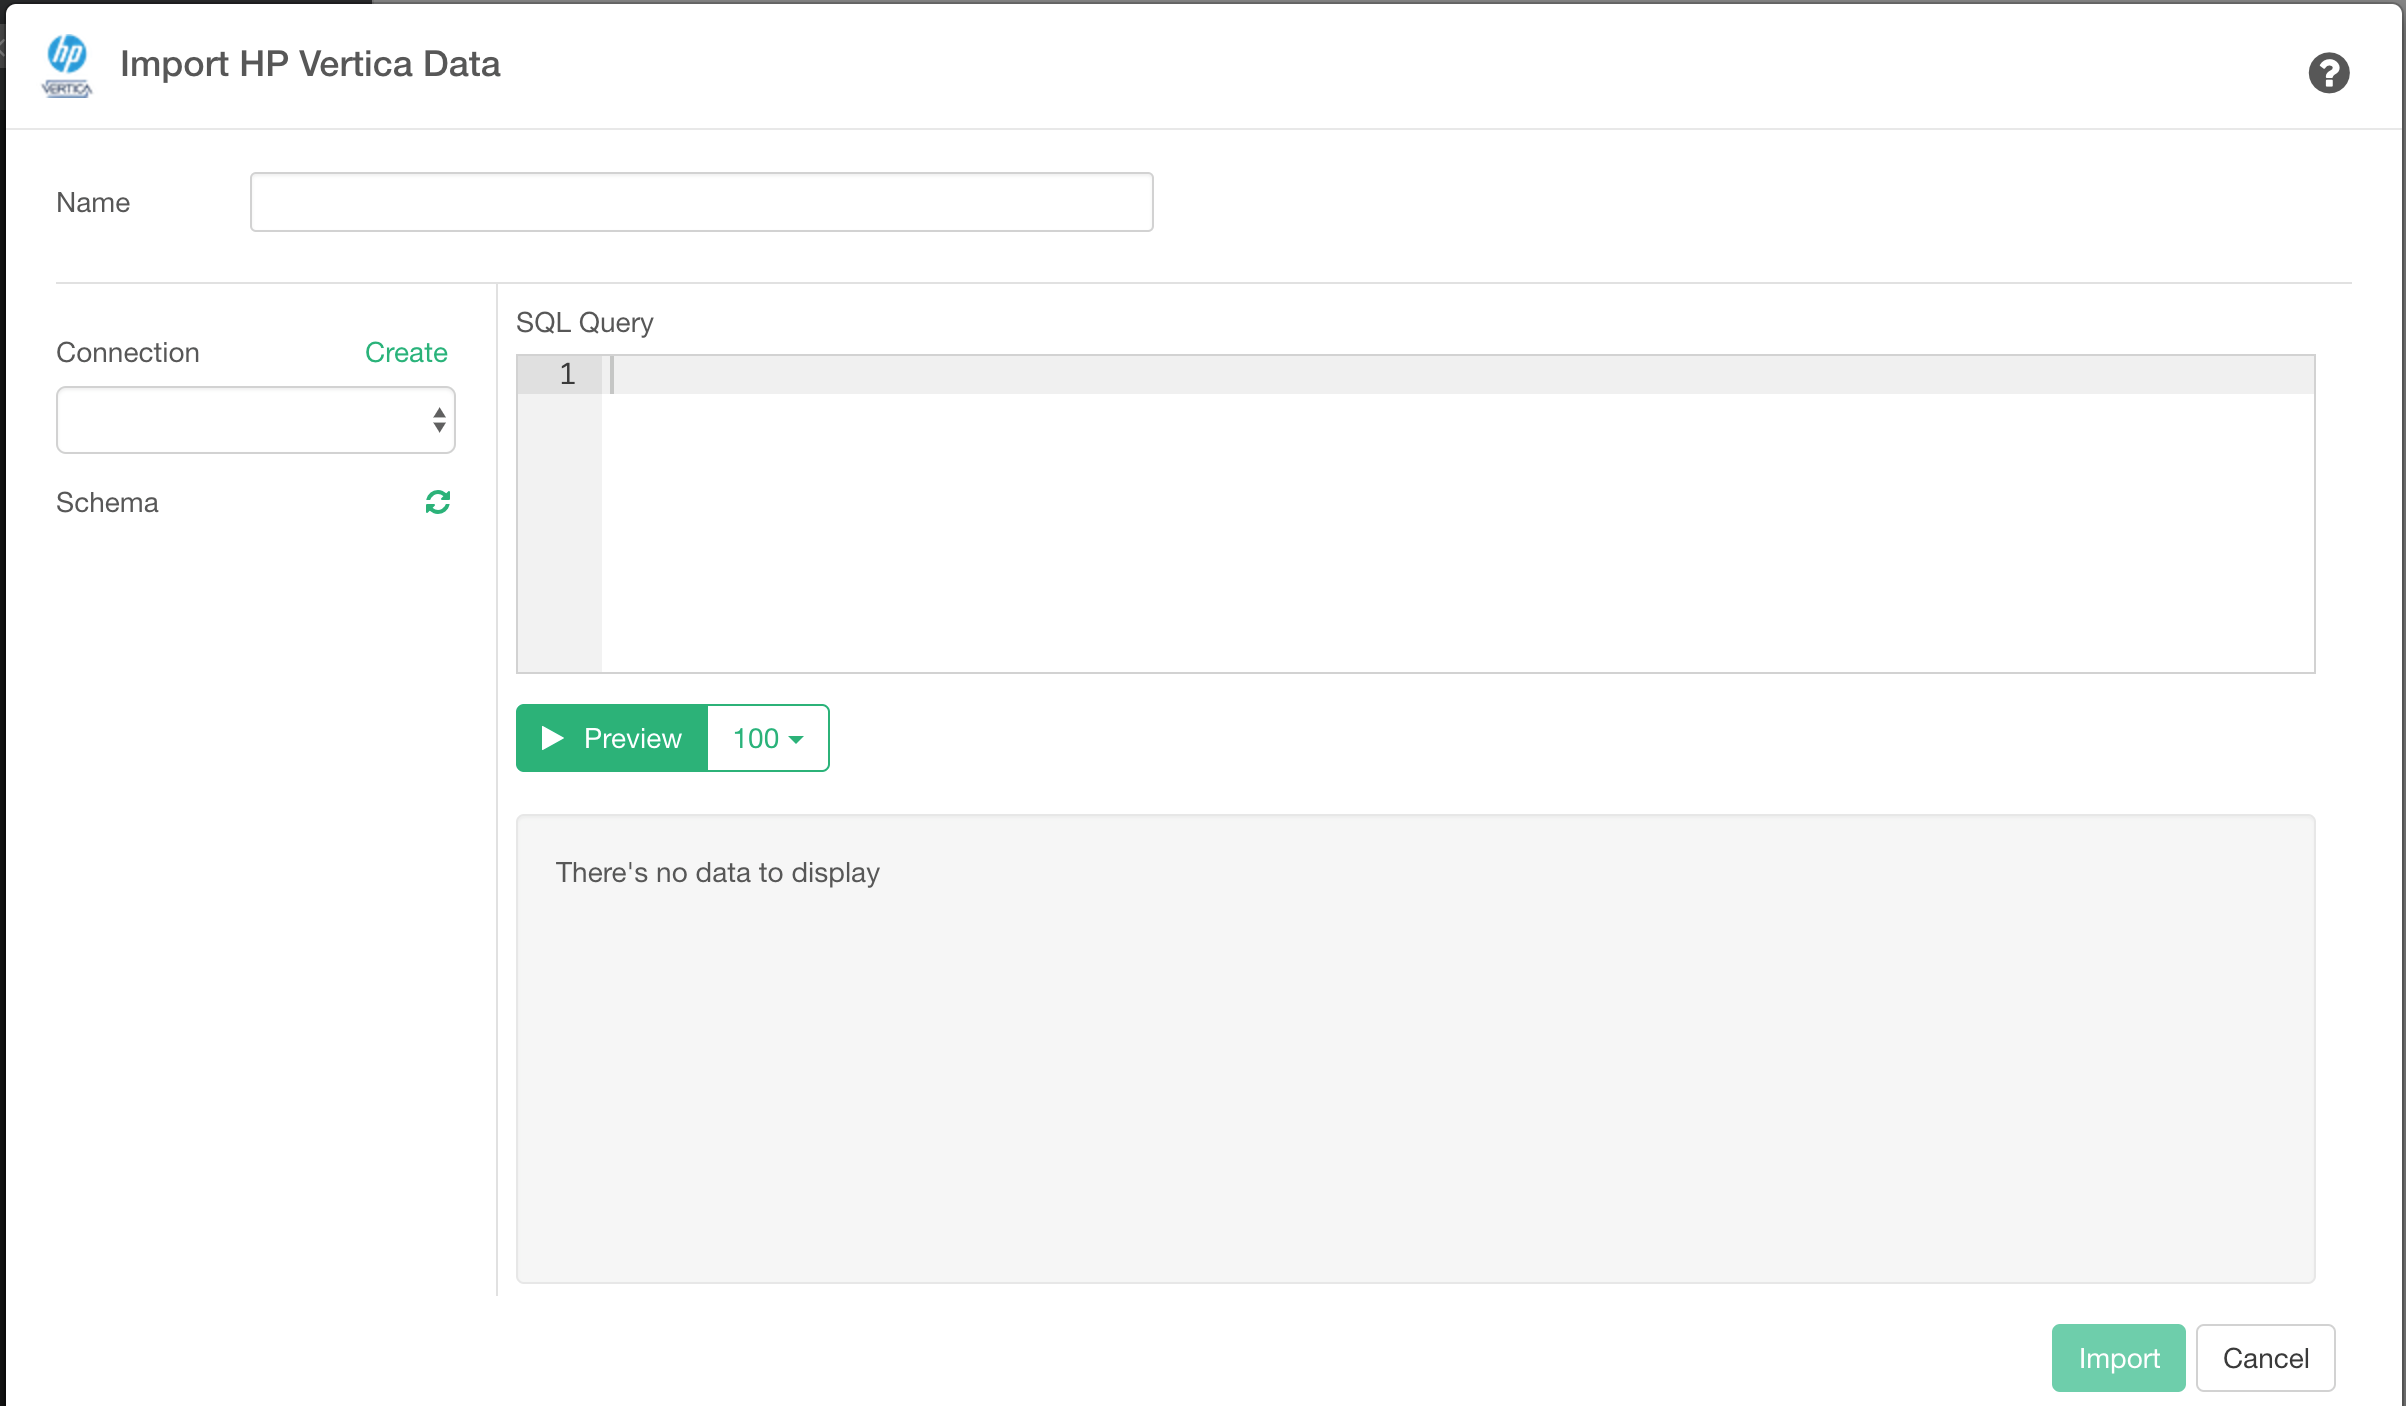 hp
VERTICA
Import HP Vertica Data
?
Name
Connection
Create
Schema
SQL Query
1
Preview
100
There's no data to display
Import
Cancel